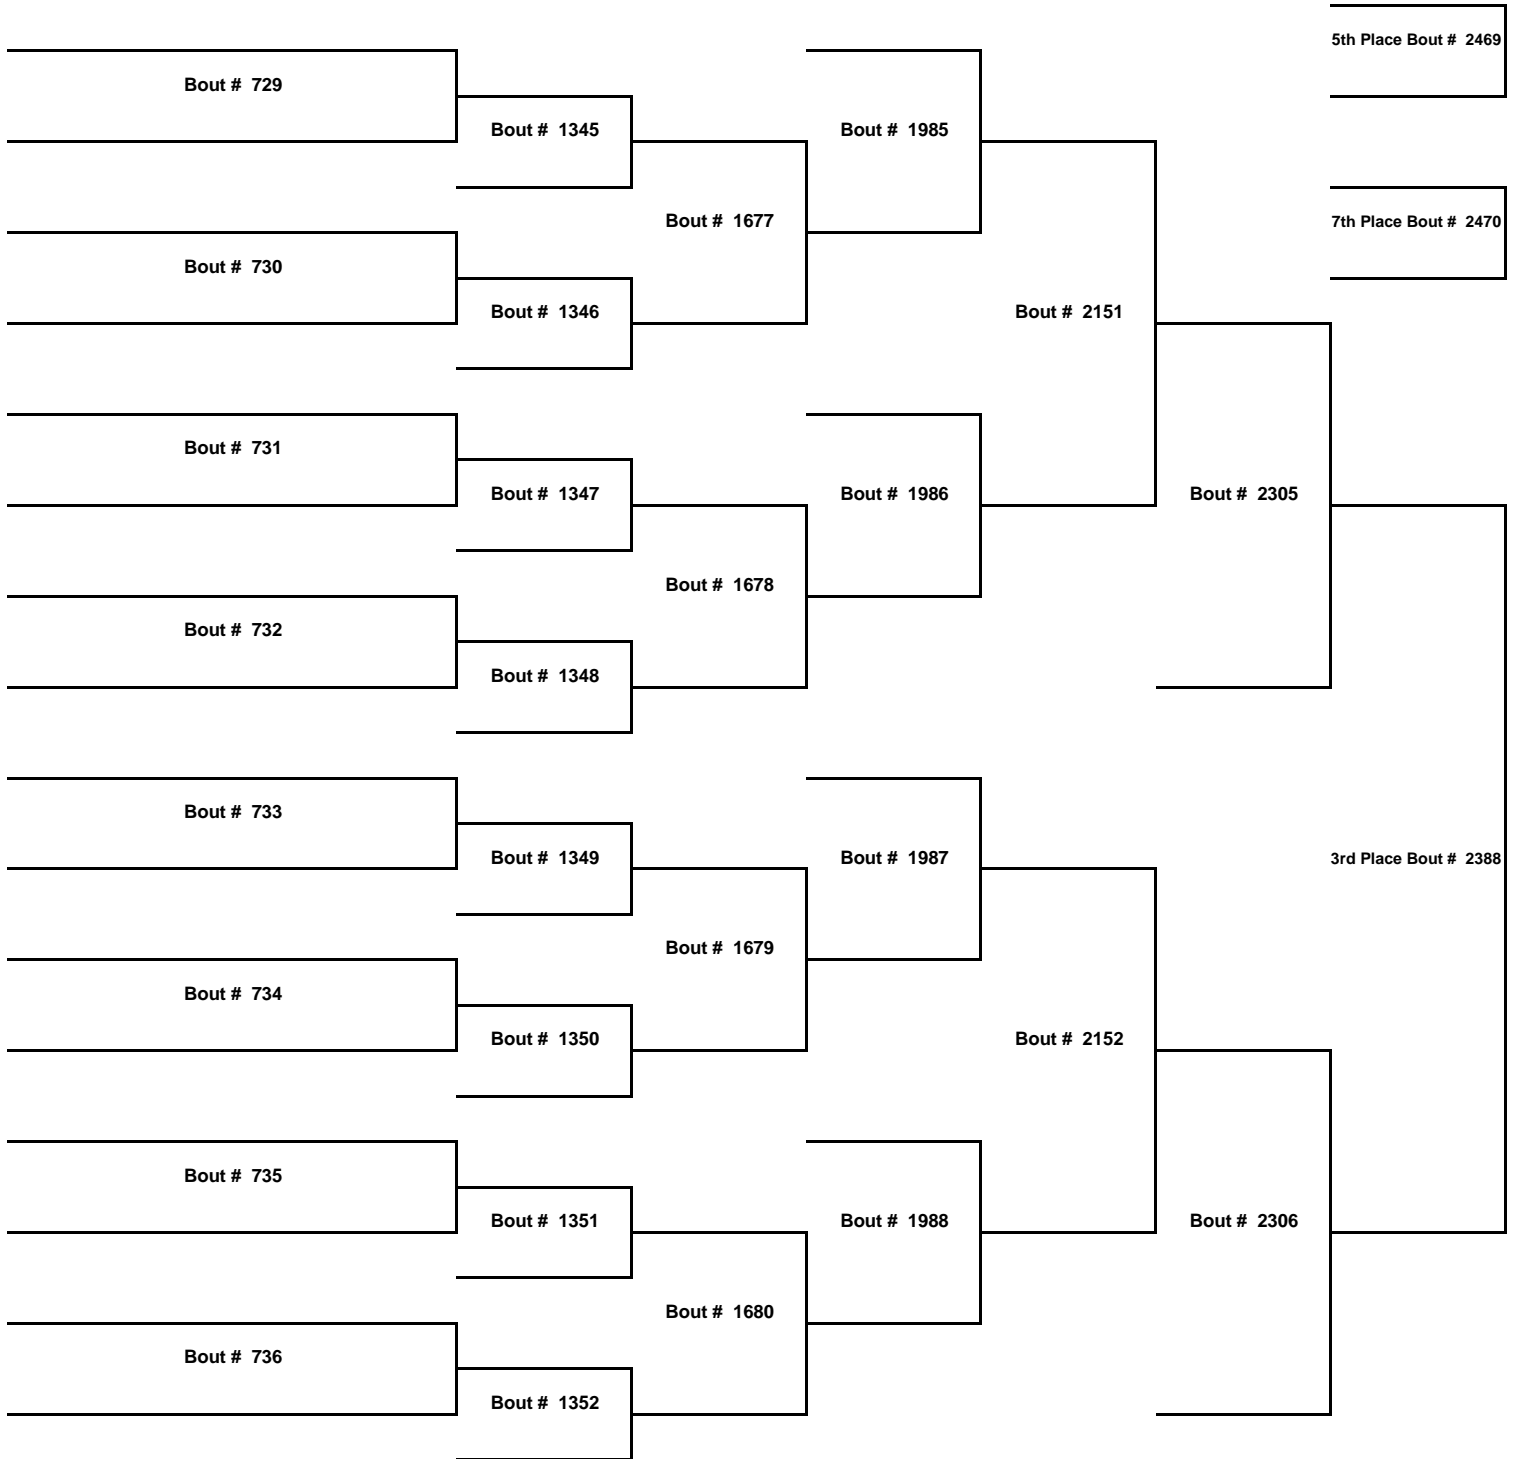 5th Place Bout # 2469
Bout # 729
Bout # 1345
Bout # 1985
Bout # 1677
7th Place Bout # 2470
Bout # 730
Bout # 1346
Bout # 2151
Bout # 731
Bout # 1347
Bout # 1986
Bout # 2305
Bout # 1678
Bout # 732
Bout # 1348
Bout # 733
Bout # 1349
Bout # 1987
3rd Place Bout # 2388
Bout # 1679
Bout # 734
Bout # 1350
Bout # 2152
Bout # 735
Bout # 1351
Bout # 1988
Bout # 2306
Bout # 1680
Bout # 736
Bout # 1352